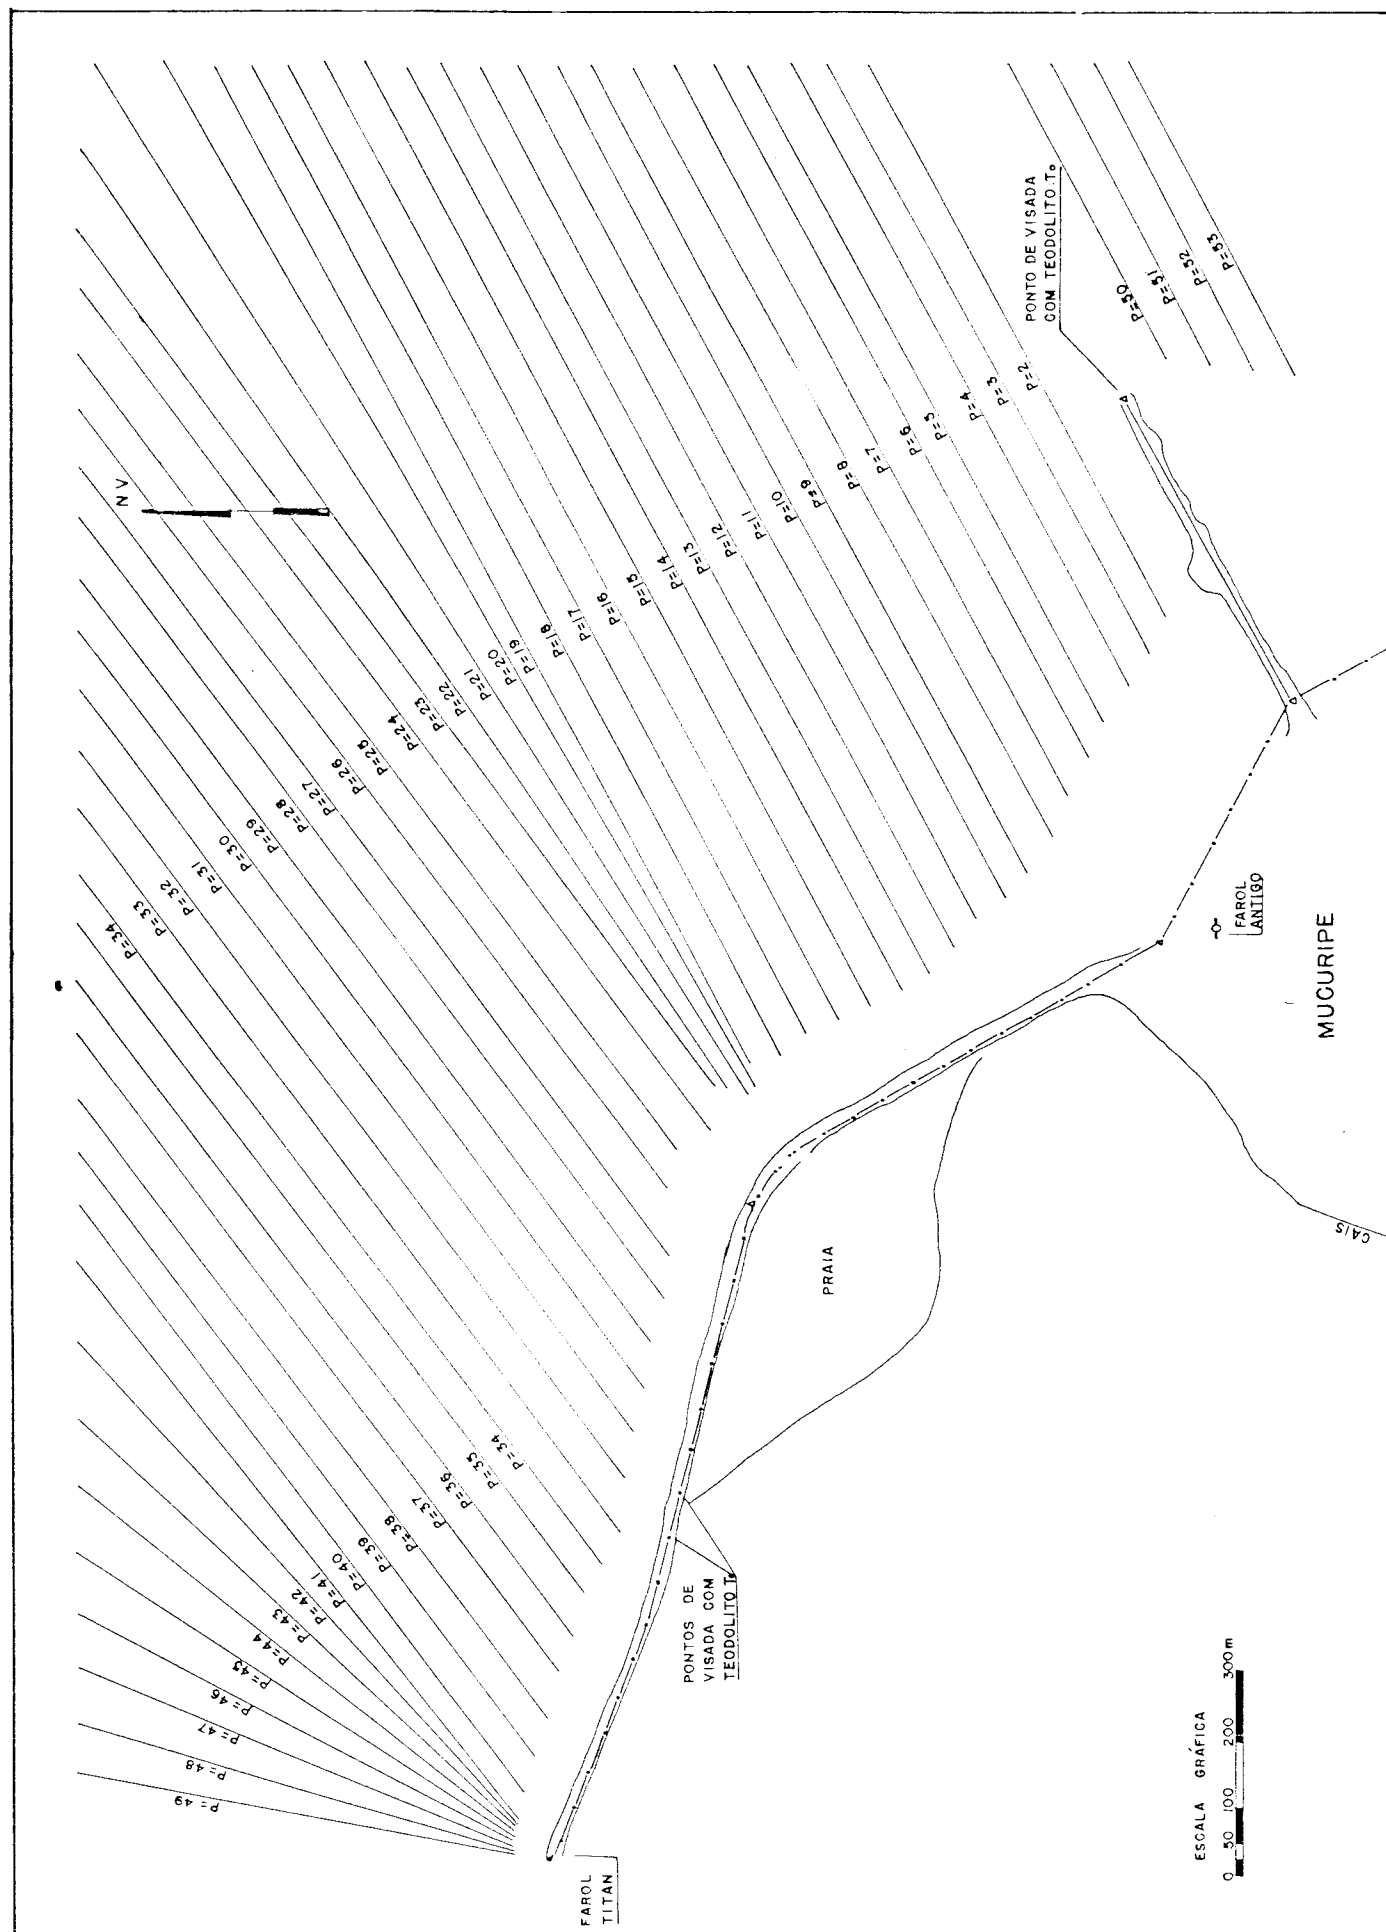 N V
PONTO DE VISADA
COM TEODOLITO T₀
P=50
P=51
P=52
P=53
P=2
P=3
P=4
P=5
P=6
P=7
P=8
P=9
P=10
P=11
P=12
P=13
P=14
P=15
P=16
P=17
P=18
P=19
P=20
P=21
P=22
P=23
P=24
P=25
P=26
P=27
P=28
P=29
P=30
P=31
P=32
P=33
P=34
P=34
P=35
P=36
P=37
P=38
P=39
P=40
P=41
P=42
P=43
P=44
P=45
P=46
P=47
P=48
P=49
FAROL
ANTIGO
MUCURIPE
PRAIA
CAIS
PONTOS DE
VISADA COM
TEODOLITO T₀
FAROL
TITAN
ESCALA GRÁFICA
0 50 100 200 300m